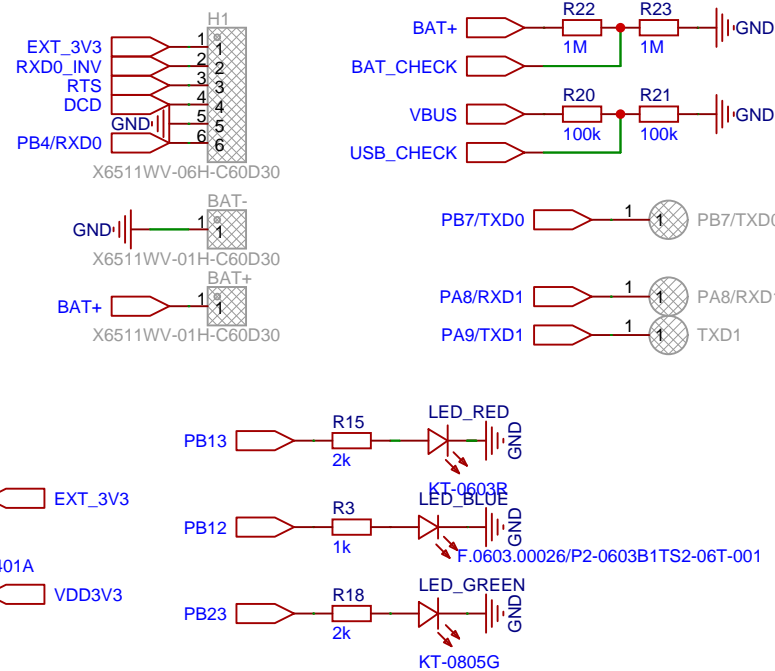 H1
EXT_3V3 1 1
RXD0_INV 2 2
RTS 3 3
DCD 4 4
GND 5 5
PB4/RXD0 6 6
X6511WV-06H-C60D30
BAT-
GND 1 1
X6511WV-01H-C60D30
BAT+
BAT+ 1 1
X6511WV-01H-C60D30
R22 R23
BAT+ GND
1M 1M
BAT_CHECK
R20 R21
VBUS GND
100k 100k
USB_CHECK
PB7/TXD0 1 1 PB7/TXD0
PA8/RXD1 1 1 PA8/RXD1
PA9/TXD1 1 1 TXD1
LED_RED
R15
PB13 GND
2k
KT-0603R
LED_BLUE
R3
PB12 GND
1k
F.0603.00026/P2-0603B1TS2-06T-001
LED_GREEN
R18
PB23 GND
2k
KT-0805G
EXT_3V3
401A
VDD3V3